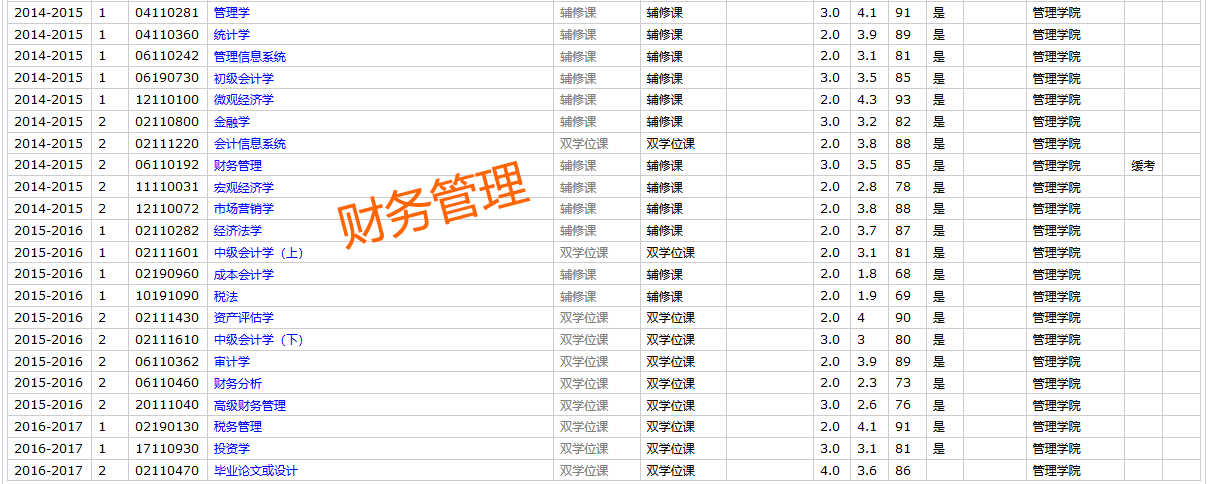 2014-2015 1 04110281 管理学 辅修课 辅修课 3.0 4.1 91 是 管理学院
2014-2015 1 04110360 统计学 辅修课 辅修课 2.0 3.9 89 是 管理学院
2014-2015 1 06110242 管理信息系统 辅修课 辅修课 2.0 3.1 81 是 管理学院
2014-2015 1 06190730 初级会计学 辅修课 辅修课 3.0 3.5 85 是 管理学院
2014-2015 1 12110100 微观经济学 辅修课 辅修课 2.0 4.3 93 是 管理学院
2014-2015 2 02110800 金融学 辅修课 辅修课 3.0 3.2 82 是 管理学院
2014-2015 2 02111220 会计信息系统 双学位课 双学位课 2.0 3.8 88 是 管理学院
2014-2015 2 06110192 财务管理 辅修课 辅修课 3.0 3.5 85 是 管理学院 缓考
2014-2015 2 11110031 宏观经济学 辅修课 辅修课 2.0 2.8 78 是 管理学院
2014-2015 2 12110072 市场营销学 辅修课 辅修课 2.0 3.8 88 是 管理学院
财务管理
2015-2016 1 02110282 经济法学 辅修课 辅修课 2.0 3.7 87 是 管理学院
2015-2016 1 02111601 中级会计学（上） 双学位课 双学位课 2.0 3.1 81 是 管理学院
2015-2016 1 02190960 成本会计学 辅修课 辅修课 2.0 1.8 68 是 管理学院
2015-2016 1 10191090 税法 辅修课 辅修课 2.0 1.9 69 是 管理学院
2015-2016 2 02111430 资产评估学 双学位课 双学位课 2.0 4 90 是 管理学院
2015-2016 2 02111610 中级会计学（下） 双学位课 双学位课 3.0 3 80 是 管理学院
2015-2016 2 06110362 审计学 双学位课 双学位课 2.0 3.9 89 是 管理学院
2015-2016 2 06110460 财务分析 双学位课 双学位课 2.0 2.3 73 是 管理学院
2015-2016 2 20111040 高级财务管理 双学位课 双学位课 3.0 2.6 76 是 管理学院
2016-2017 1 02190130 税务管理 双学位课 双学位课 2.0 4.1 91 是 管理学院
2016-2017 1 17110930 投资学 双学位课 双学位课 3.0 3.1 81 是 管理学院
2016-2017 2 02110470 毕业论文或设计 双学位课 双学位课 4.0 3.6 86 管理学院